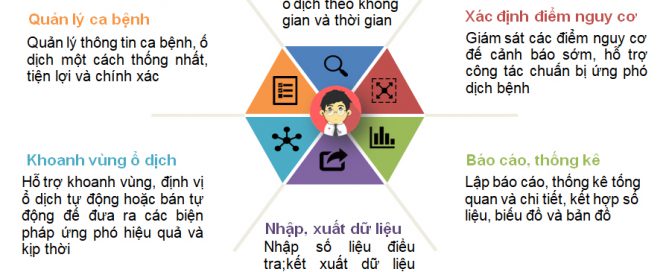 ổ dịch theo không
gian và thời gian
Quản lý ca bệnh
Quản lý thông tin ca bệnh, ổ
dịch một cách thống nhất,
tiện lợi và chính xác
Xác định điểm nguy cơ
Giám sát các điểm nguy cơ
để cảnh báo sớm, hỗ trợ
công tác chuẩn bị ứng phó
dịch bệnh
Khoanh vùng ổ dịch
Hỗ trợ khoanh vùng, định vị
ổ dịch tự động hoặc bán tự
động để đưa ra các biện
pháp ứng phó hiệu quả và
kịp thời
Báo cáo, thống kê
Lập báo cáo, thống kê tổng
quan và chi tiết, kết hợp số
liệu, biểu đồ và bản đồ
Nhập, xuất dữ liệu
Nhập số liệu điều
tra;kết xuất dữ liệu